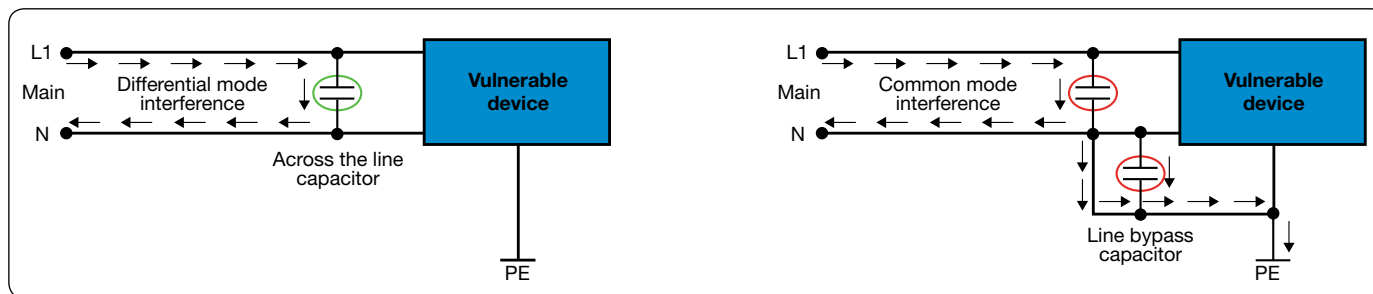 L1
Main
N
Differential mode
interference
Vulnerable
device
Across the line
capacitor
PE
L1
Main
N
Common mode
interference
Vulnerable
device
Line bypass
capacitor
PE